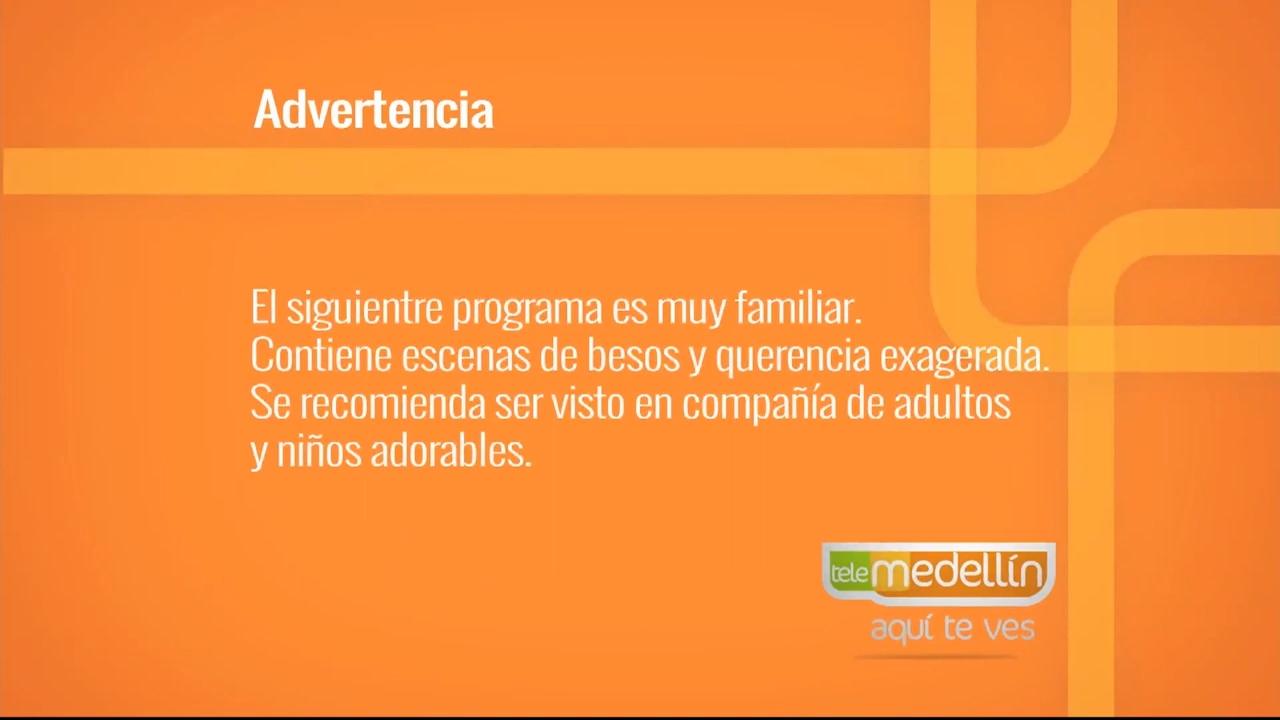 Advertencia
El siguientre programa es muy familiar.
Contiene escenas de besos y querencia exagerada.
Se recomienda ser visto en compañía de adultos
y niños adorables.
tele medellín
aquí te ves